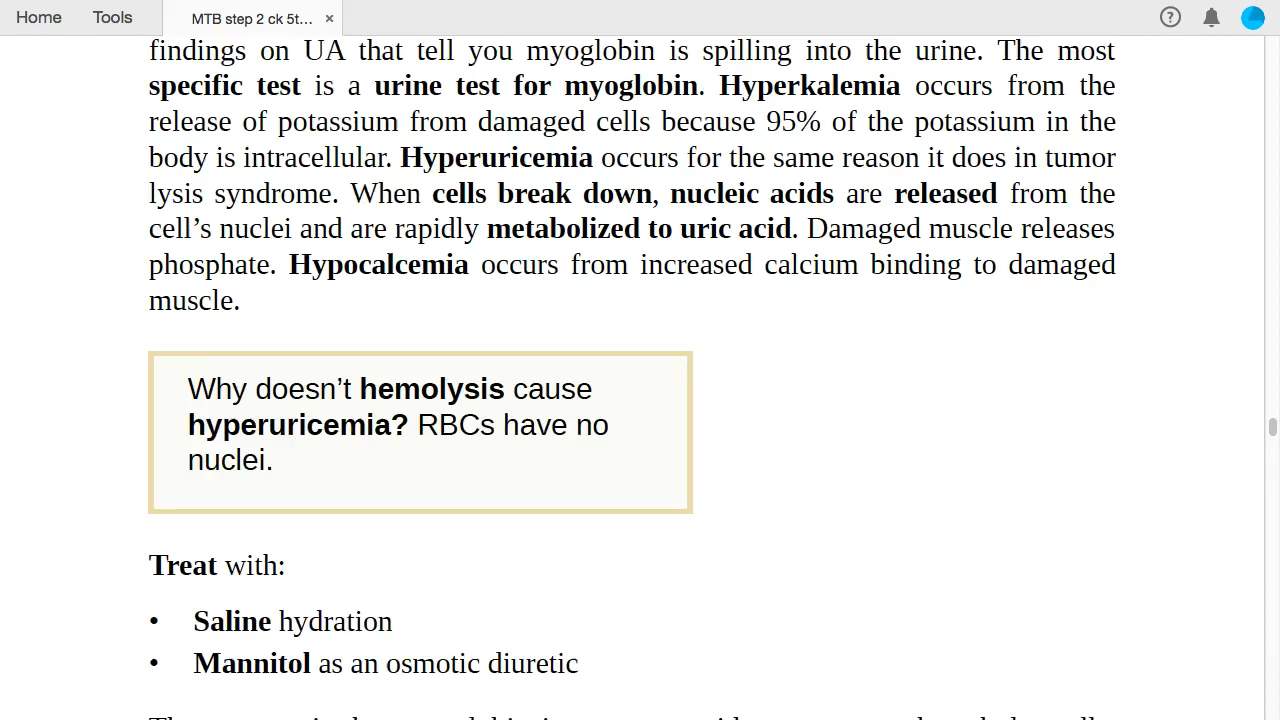 Home Tools MTB step 2 ck 5t... ×
findings on UA that tell you myoglobin is spilling into the urine. The most
specific test is a urine test for myoglobin. Hyperkalemia occurs from the
release of potassium from damaged cells because 95% of the potassium in the
body is intracellular. Hyperuricemia occurs for the same reason it does in tumor
lysis syndrome. When cells break down, nucleic acids are released from the
cell’s nuclei and are rapidly metabolized to uric acid. Damaged muscle releases
phosphate. Hypocalcemia occurs from increased calcium binding to damaged
muscle.
Why doesn’t hemolysis cause
hyperuricemia? RBCs have no
nuclei.
Treat with:
• Saline hydration
• Mannitol as an osmotic diuretic